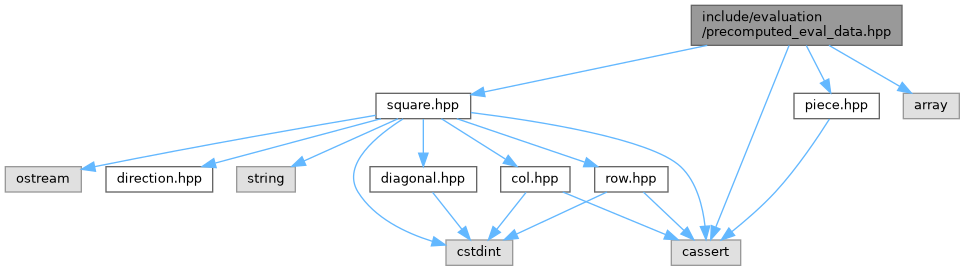 include/evaluation
/precomputed_eval_data.hpp
square.hpp
piece.hpp
array
ostream
direction.hpp
string
diagonal.hpp
col.hpp
row.hpp
cstdint
cassert